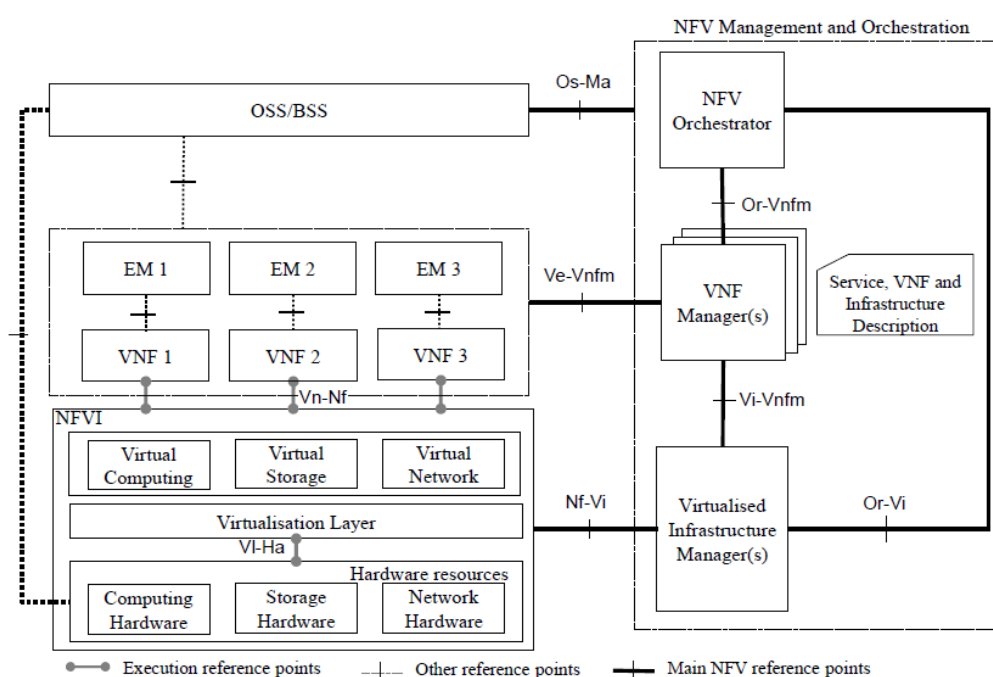 NFV Management and Orchestration
Os-Ma
OSS/BSS
NFV
Orchestrator
Or-Vnfm
EM 1
EM 2
EM 3
Ve-Vnfm
VNF
Manager(s)
Service, VNF and
Infrastructure
Description
VNF 1
VNF 2
VNF 3
Vn-Nf
Vi-Vnfm
NFVI
Virtual
Computing
Virtual
Storage
Virtual
Network
Nf-Vi
Virtualised
Infrastructure
Manager(s)
Or-Vi
Virtualisation Layer
Vl-Ha
Hardware resources
Computing
Hardware
Storage
Hardware
Network
Hardware
Execution reference points
Other reference points
Main NFV reference points